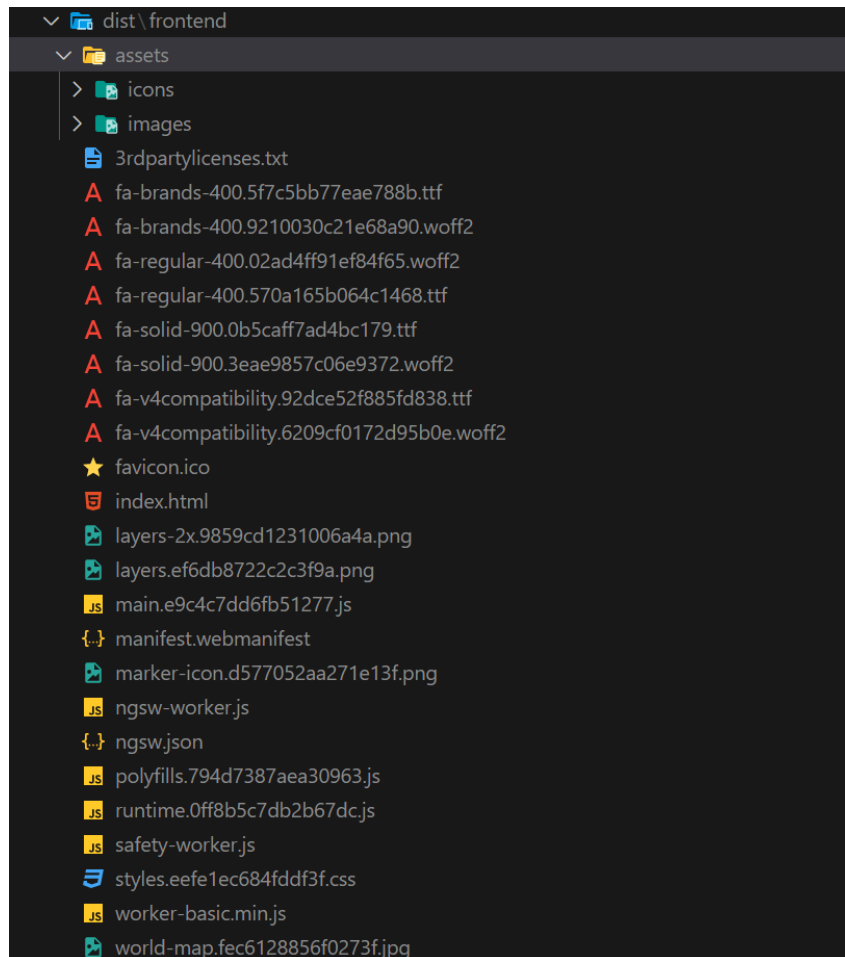 dist\frontend
assets
icons
images
3rdpartylicenses.txt
fa-brands-400.5f7c5bb77eae788b.ttf
fa-brands-400.9210030c21e68a90.woff2
fa-regular-400.02ad4ff91ef84f65.woff2
fa-regular-400.570a165b064c1468.ttf
fa-solid-900.0b5caff7ad4bc179.ttf
fa-solid-900.3eae9857c06e9372.woff2
fa-v4compatibility.92dce52f885fd838.ttf
fa-v4compatibility.6209cf0172d95b0e.woff2
favicon.ico
index.html
layers-2x.9859cd1231006a4a.png
layers.ef6db8722c2c3f9a.png
main.e9c4c7dd6fb51277.js
manifest.webmanifest
marker-icon.d577052aa271e13f.png
ngsw-worker.js
ngsw.json
polyfills.794d7387aea30963.js
runtime.0ff8b5c7db2b67dc.js
safety-worker.js
styles.eefe1ec684fddf3f.css
worker-basic.min.js
world-map.fec6128856f0273f.jpg